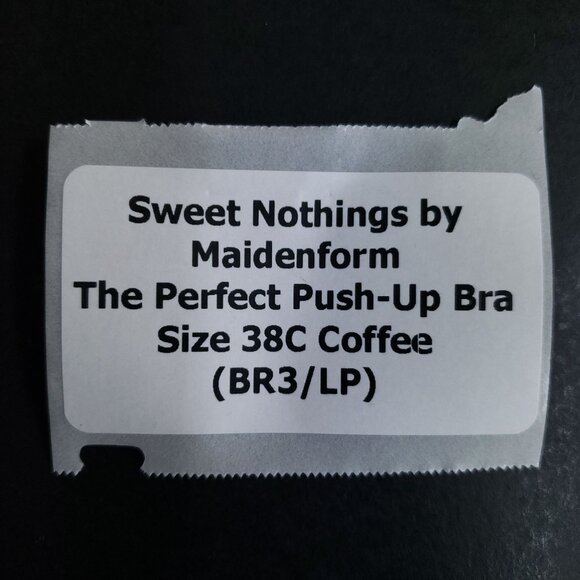 Sweet Nothings by
Maidenform
The Perfect Push-Up Bra
Size 38C Coffee
(BR3/LP)